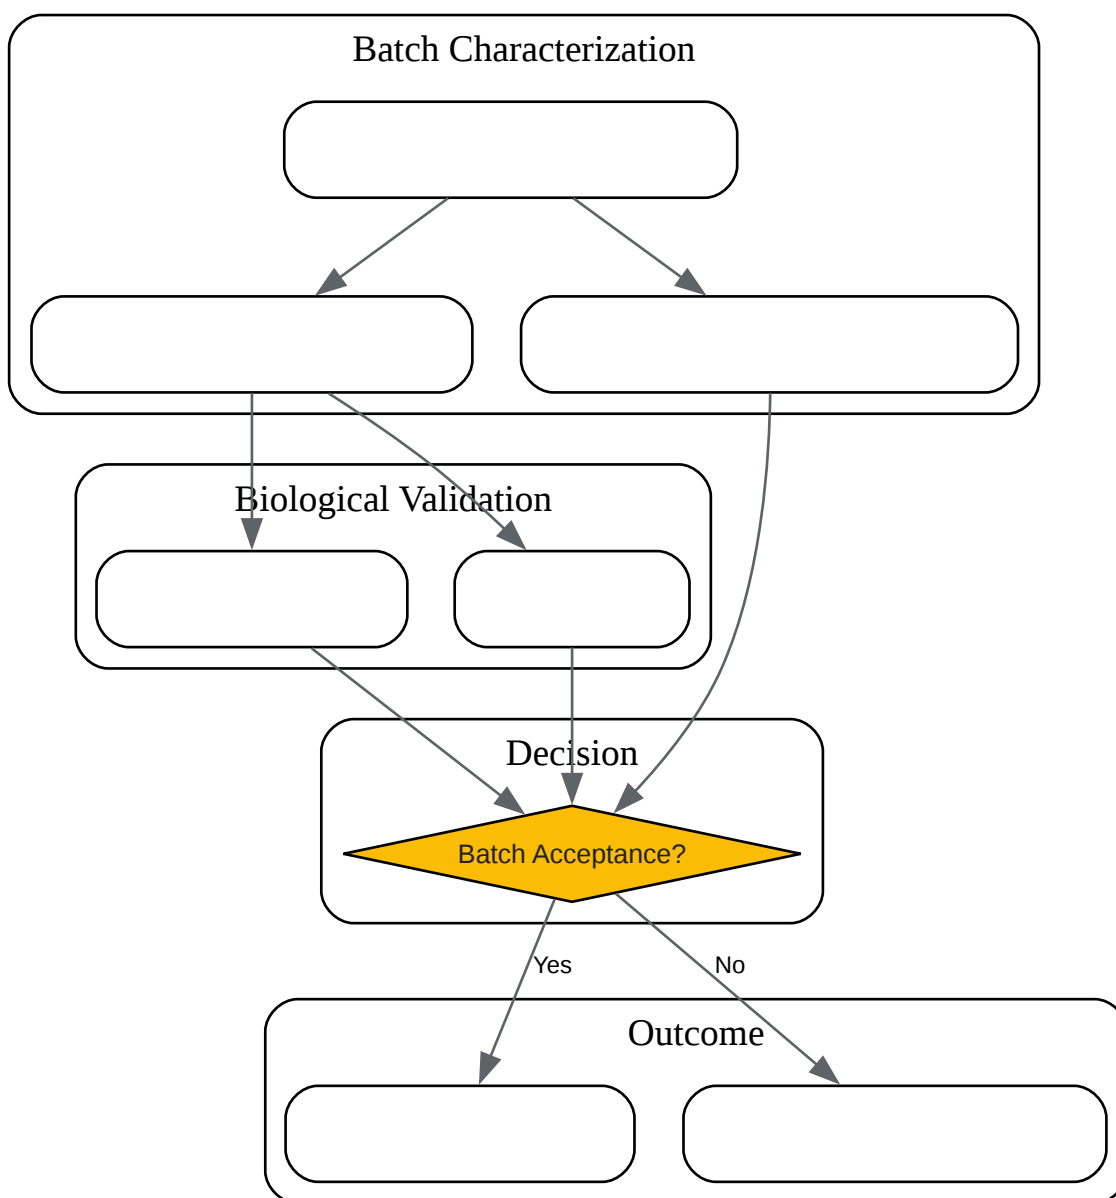 Batch Characterization
Biological Validation
Decision
Batch Acceptance?
Yes
No
Outcome